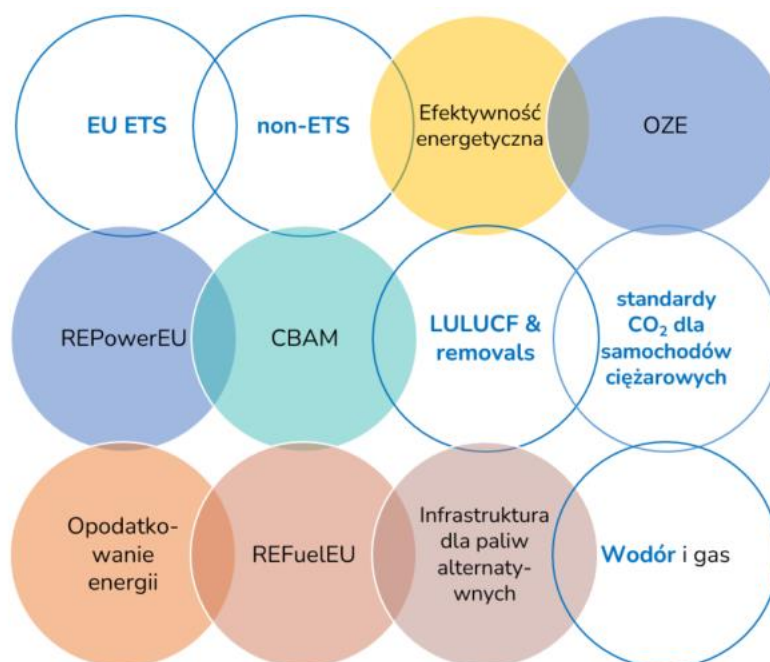 EU ETS
non-ETS
Efektywność
energetyczna
OZE
REPowerEU
CBAM
LULUCF &
removals
standardy
CO₂ dla
samochodów
ciężarowych
Opodatko-
wanie
energii
REFuelEU
Infrastruktura
dla paliw
alternaty-
wnych
Wodór i gas